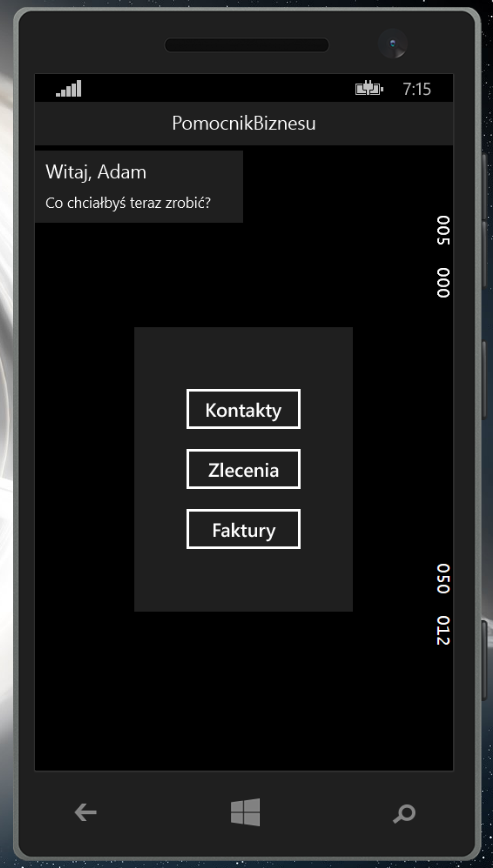 7:15
PomocnikBiznesu
Witaj, Adam
Co chciałbyś teraz zrobić?
005 000
Kontakty
Zlecenia
Faktury
050 012